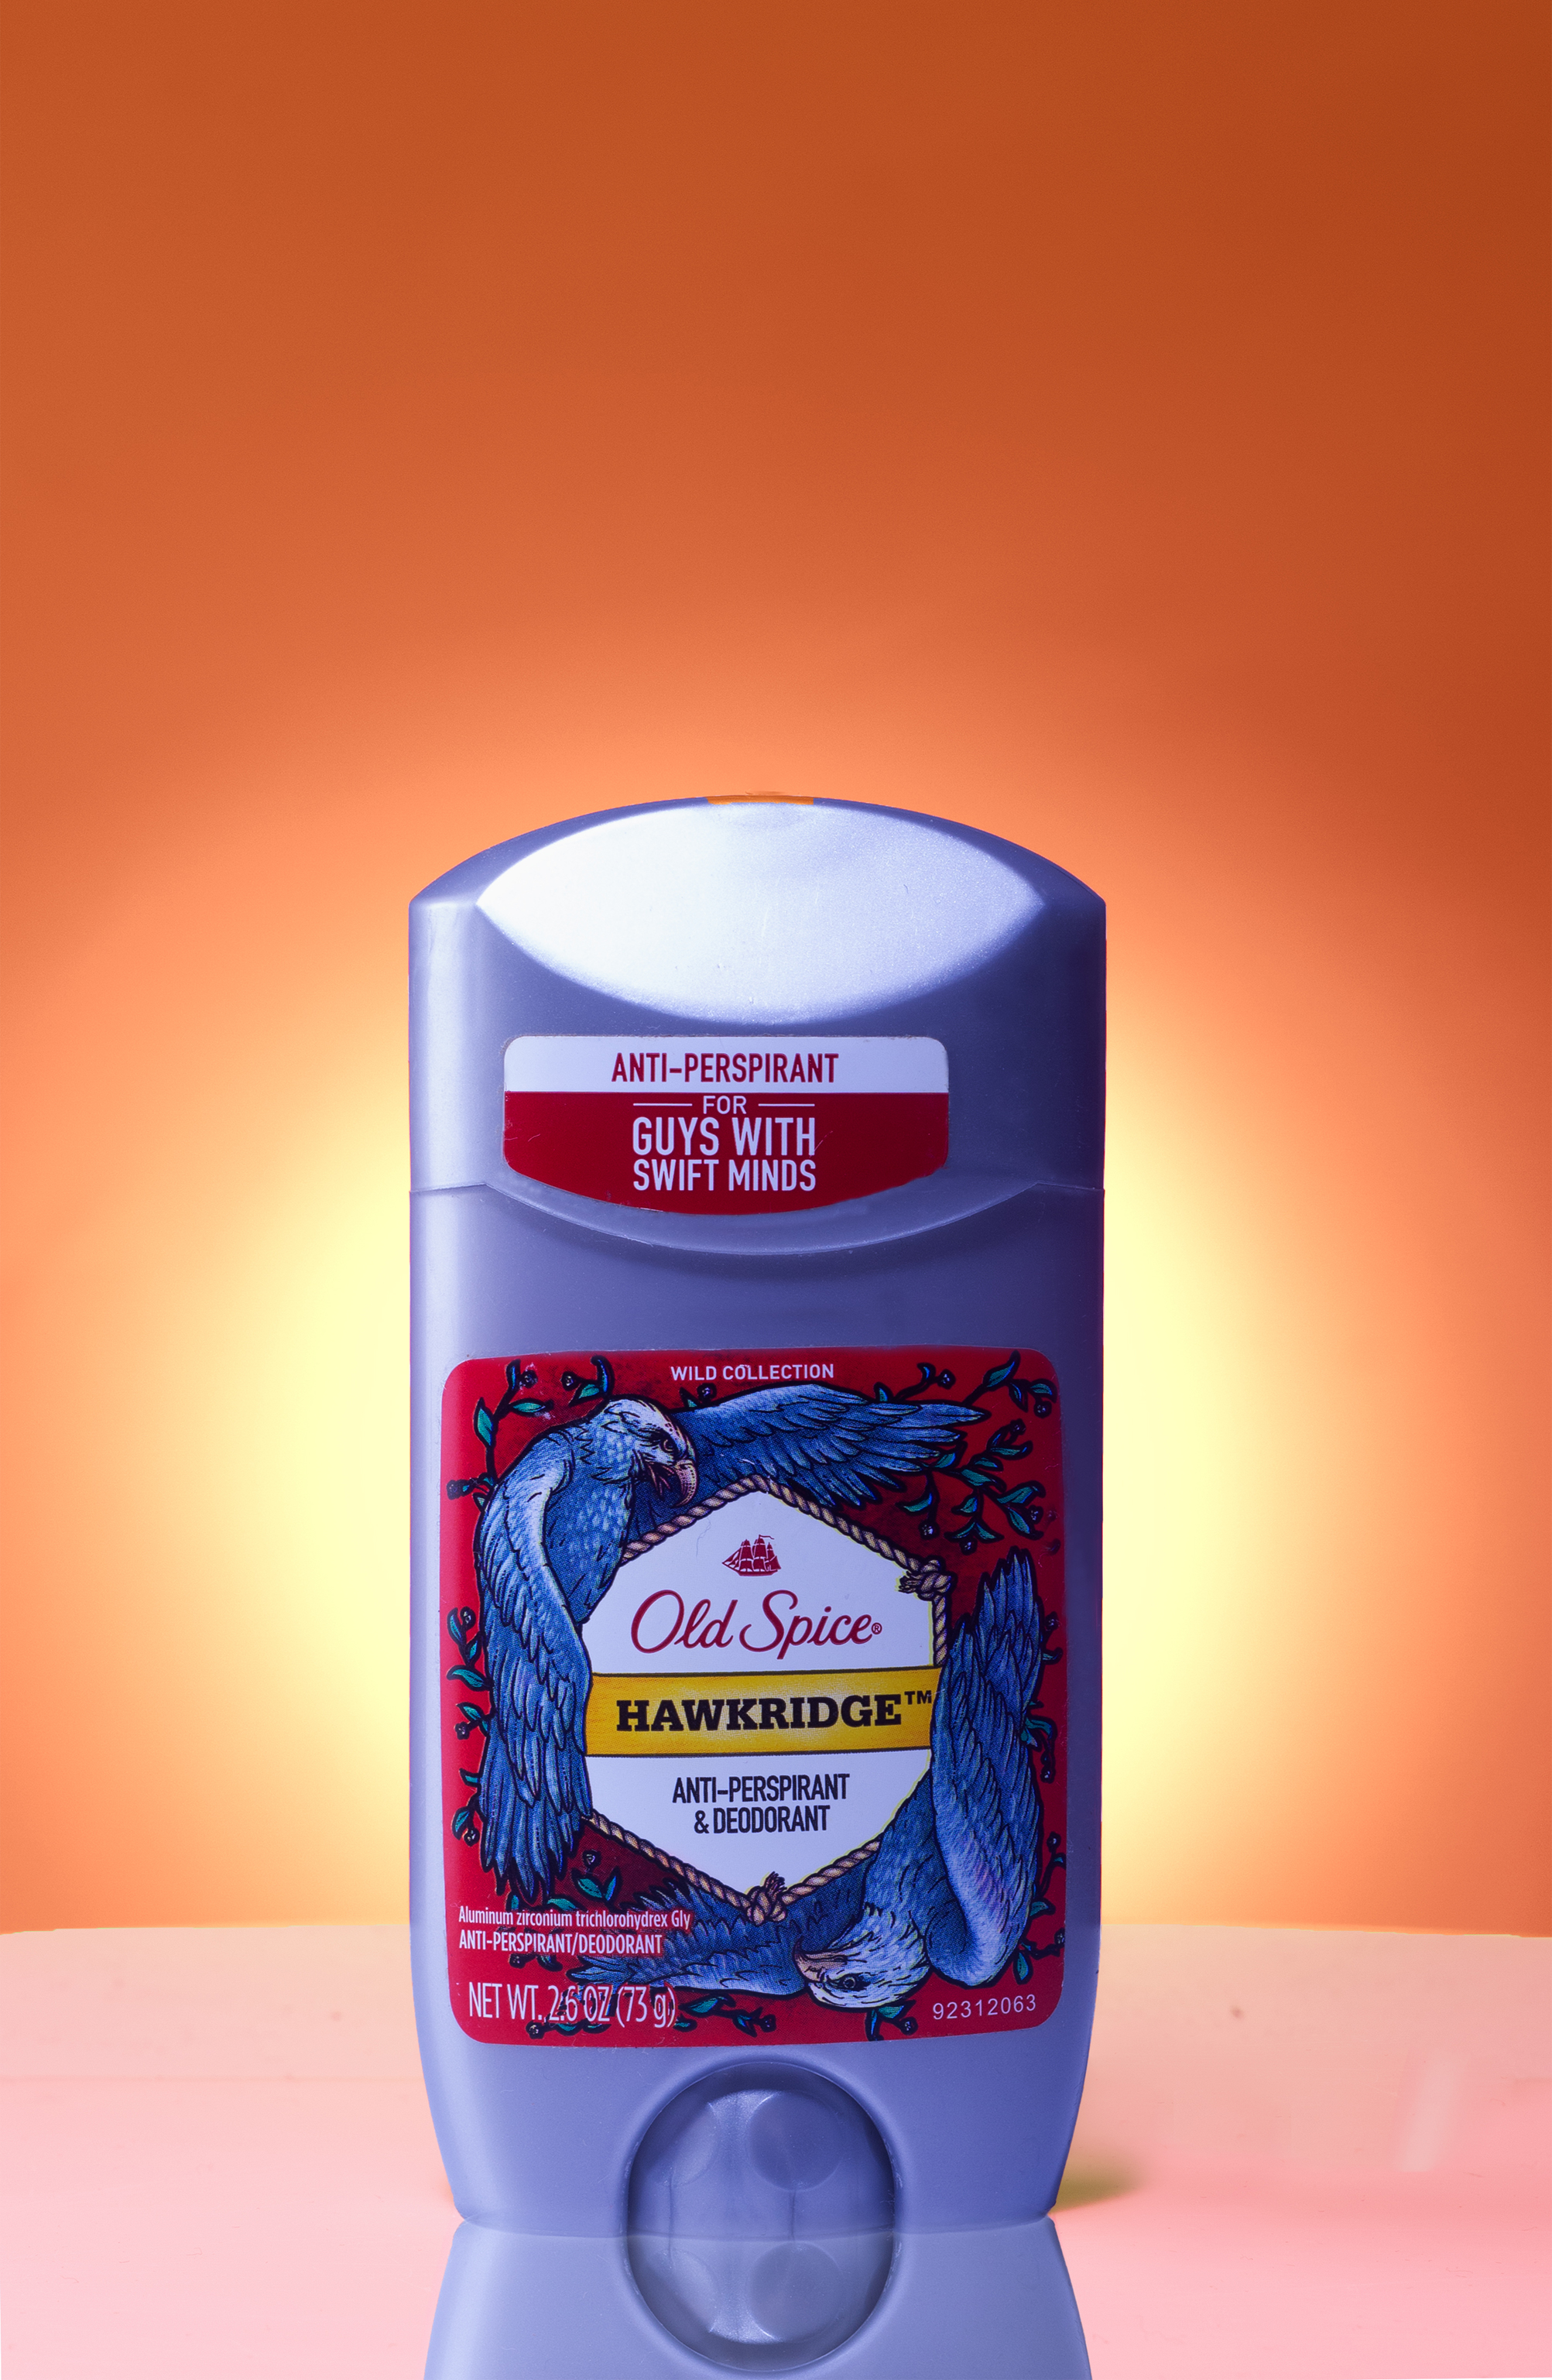 ANTI-PERSPIRANT
FOR
GUYS WITH
SWIFT MINDS
WILD COLLECTION
Old Spice®
HAWKRIDGE™
ANTI-PERSPIRANT
& DEODORANT
Aluminum zirconium trichlorohydrex Gly
ANTI-PERSPIRANT/DEODORANT
NET WT. 2.6 OZ (73 g)
92312063